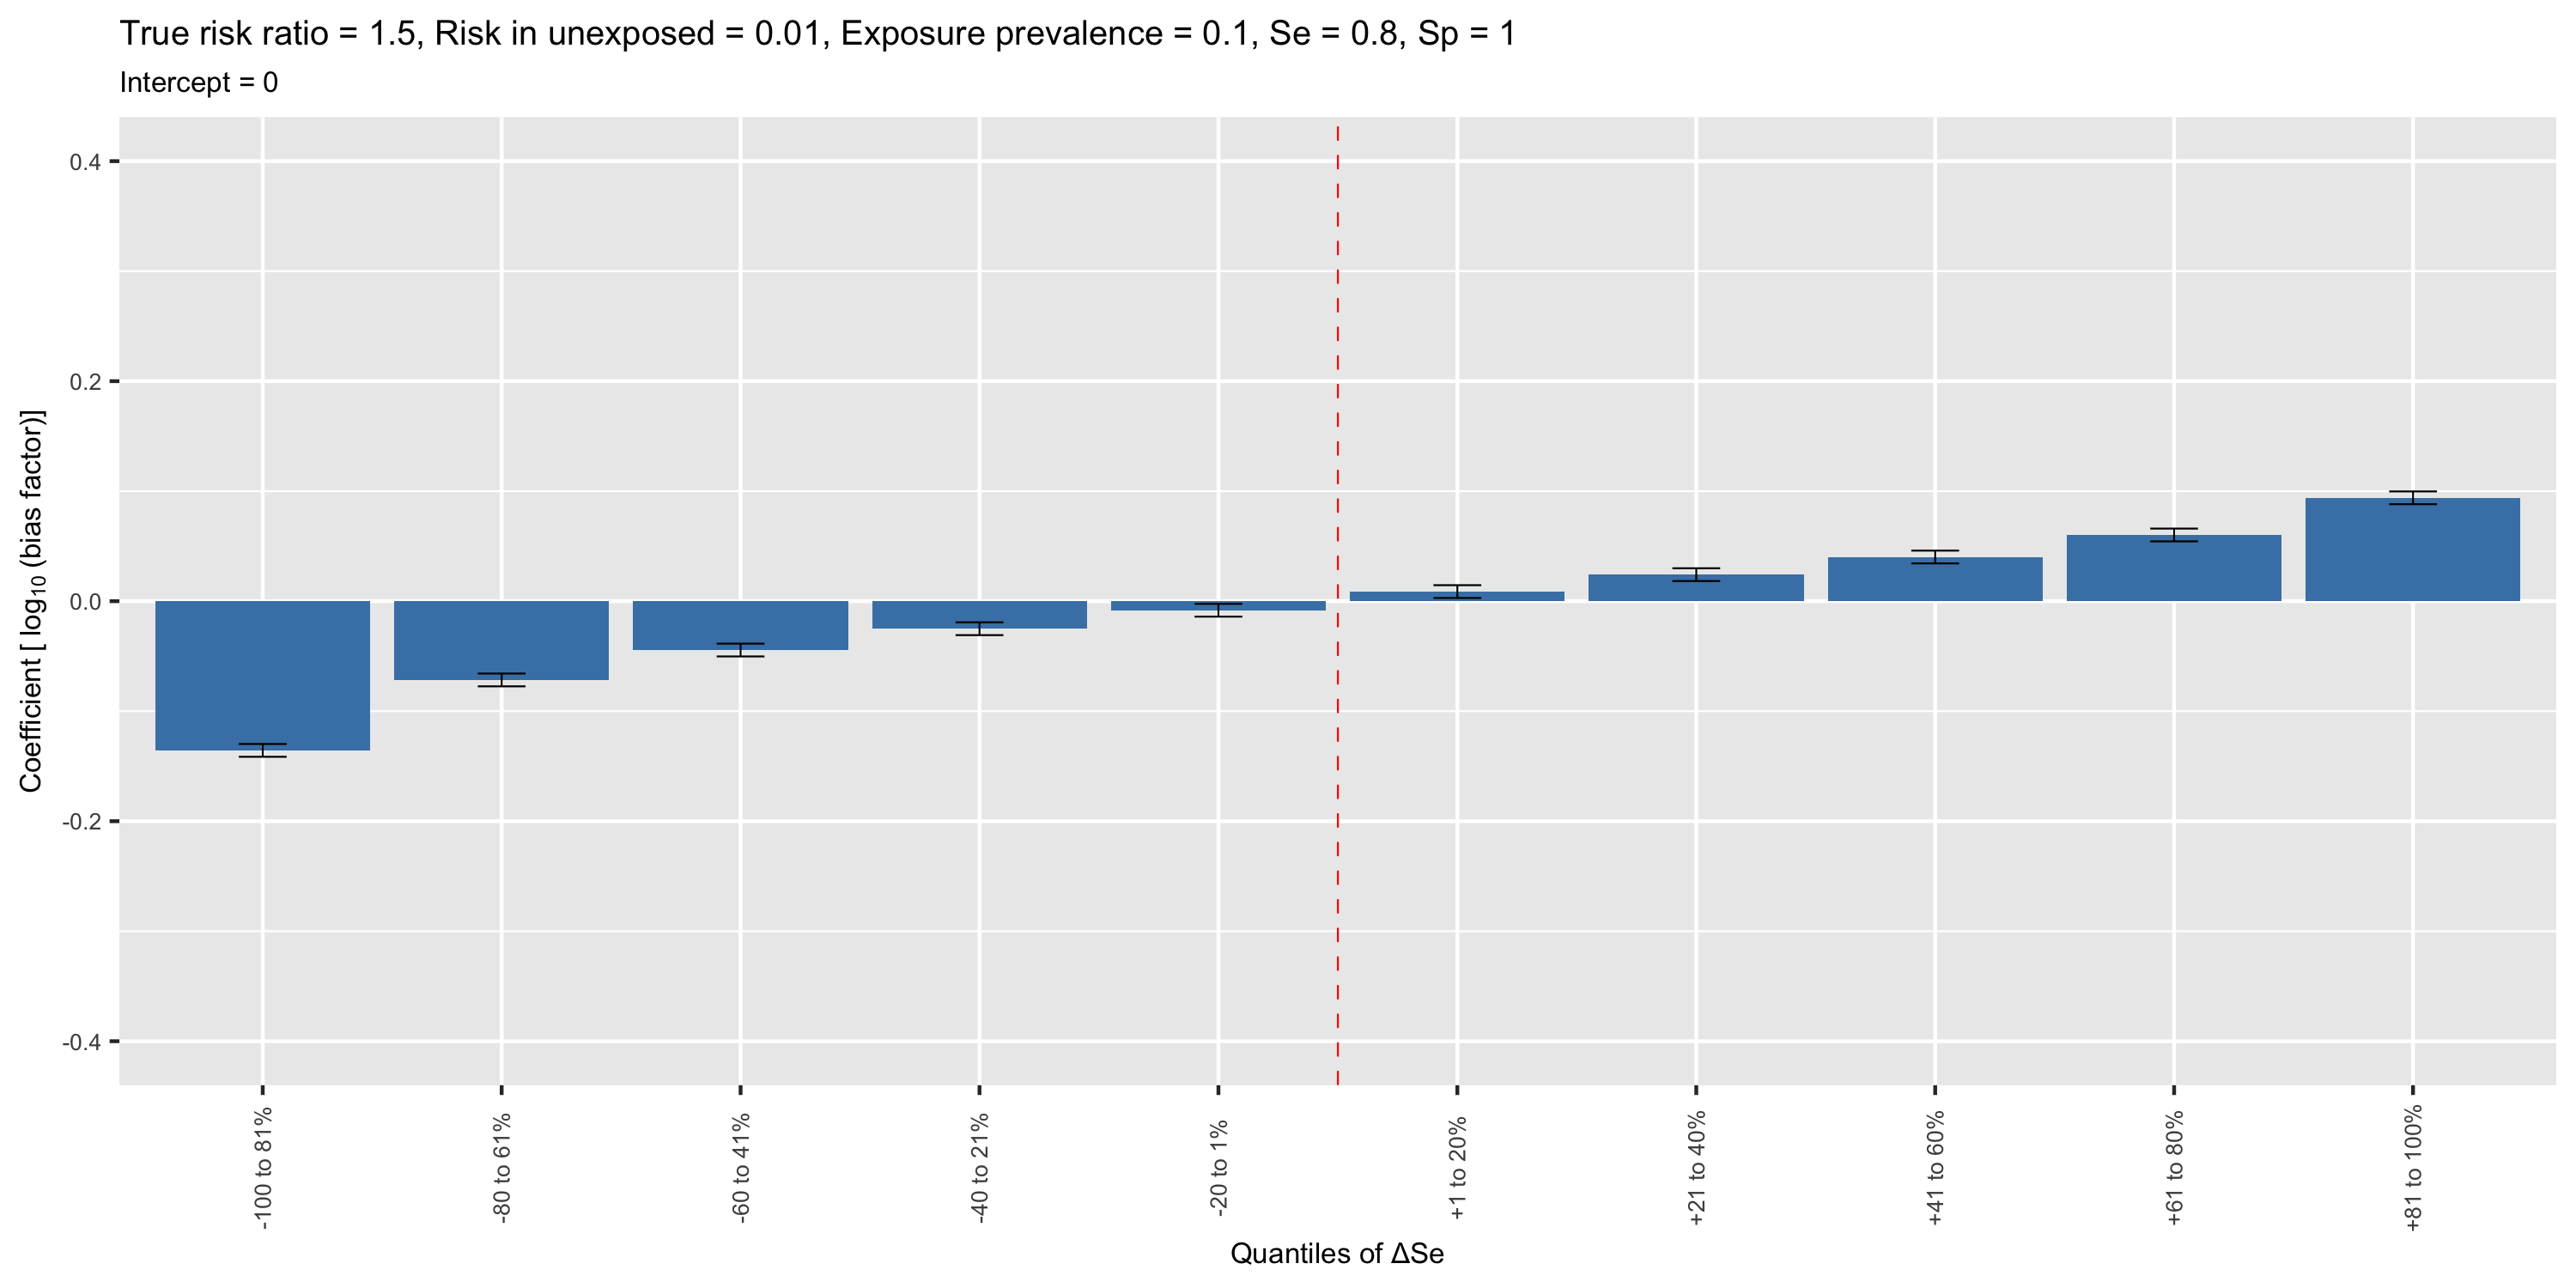 True risk ratio = 1.5, Risk in unexposed = 0.01, Exposure prevalence = 0.1, Se = 0.8, Sp = 1
Intercept = 0
Coefficient [ log₁₀ (bias factor)]
0.4
0.2
0.0
-0.2
-0.4
-100 to 81%
-80 to 61%
-60 to 41%
-40 to 21%
-20 to 1%
+1 to 20%
+21 to 40%
+41 to 60%
+61 to 80%
+81 to 100%
Quantiles of ΔSe